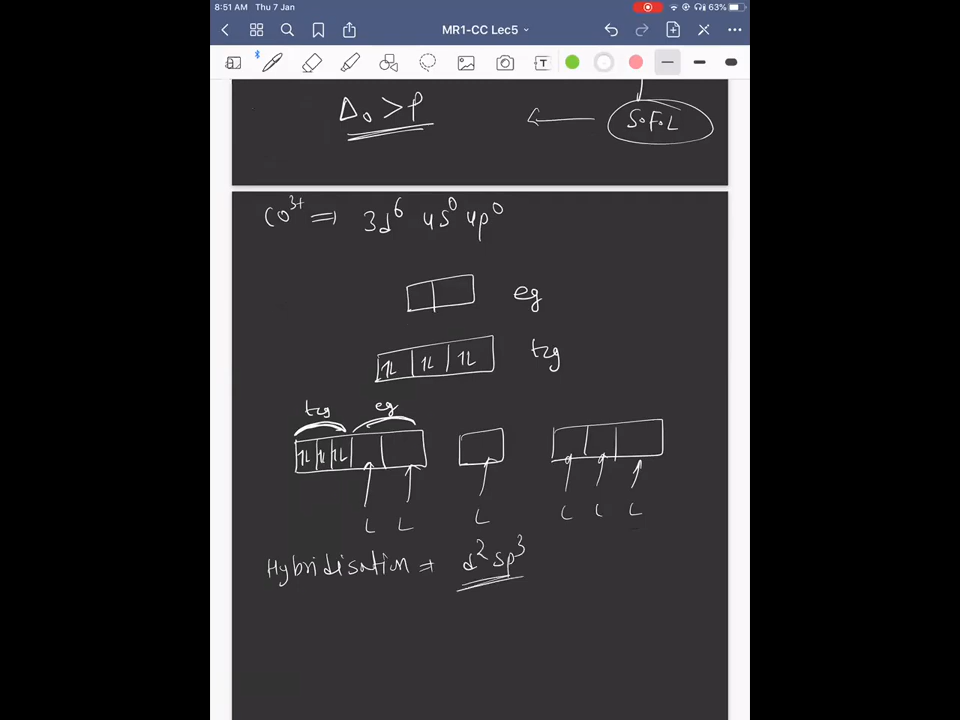 8:51 AM Thu 7 Jan 63%
MR1-CC Lec5
T
Δ₀ > P
S.F.L
Co³⁺ ⇒ 3d⁶ 4s⁰ 4p⁰
eg
t₂g
t₂g eg
L L L L L L
Hybridisation ⇒ d²sp³